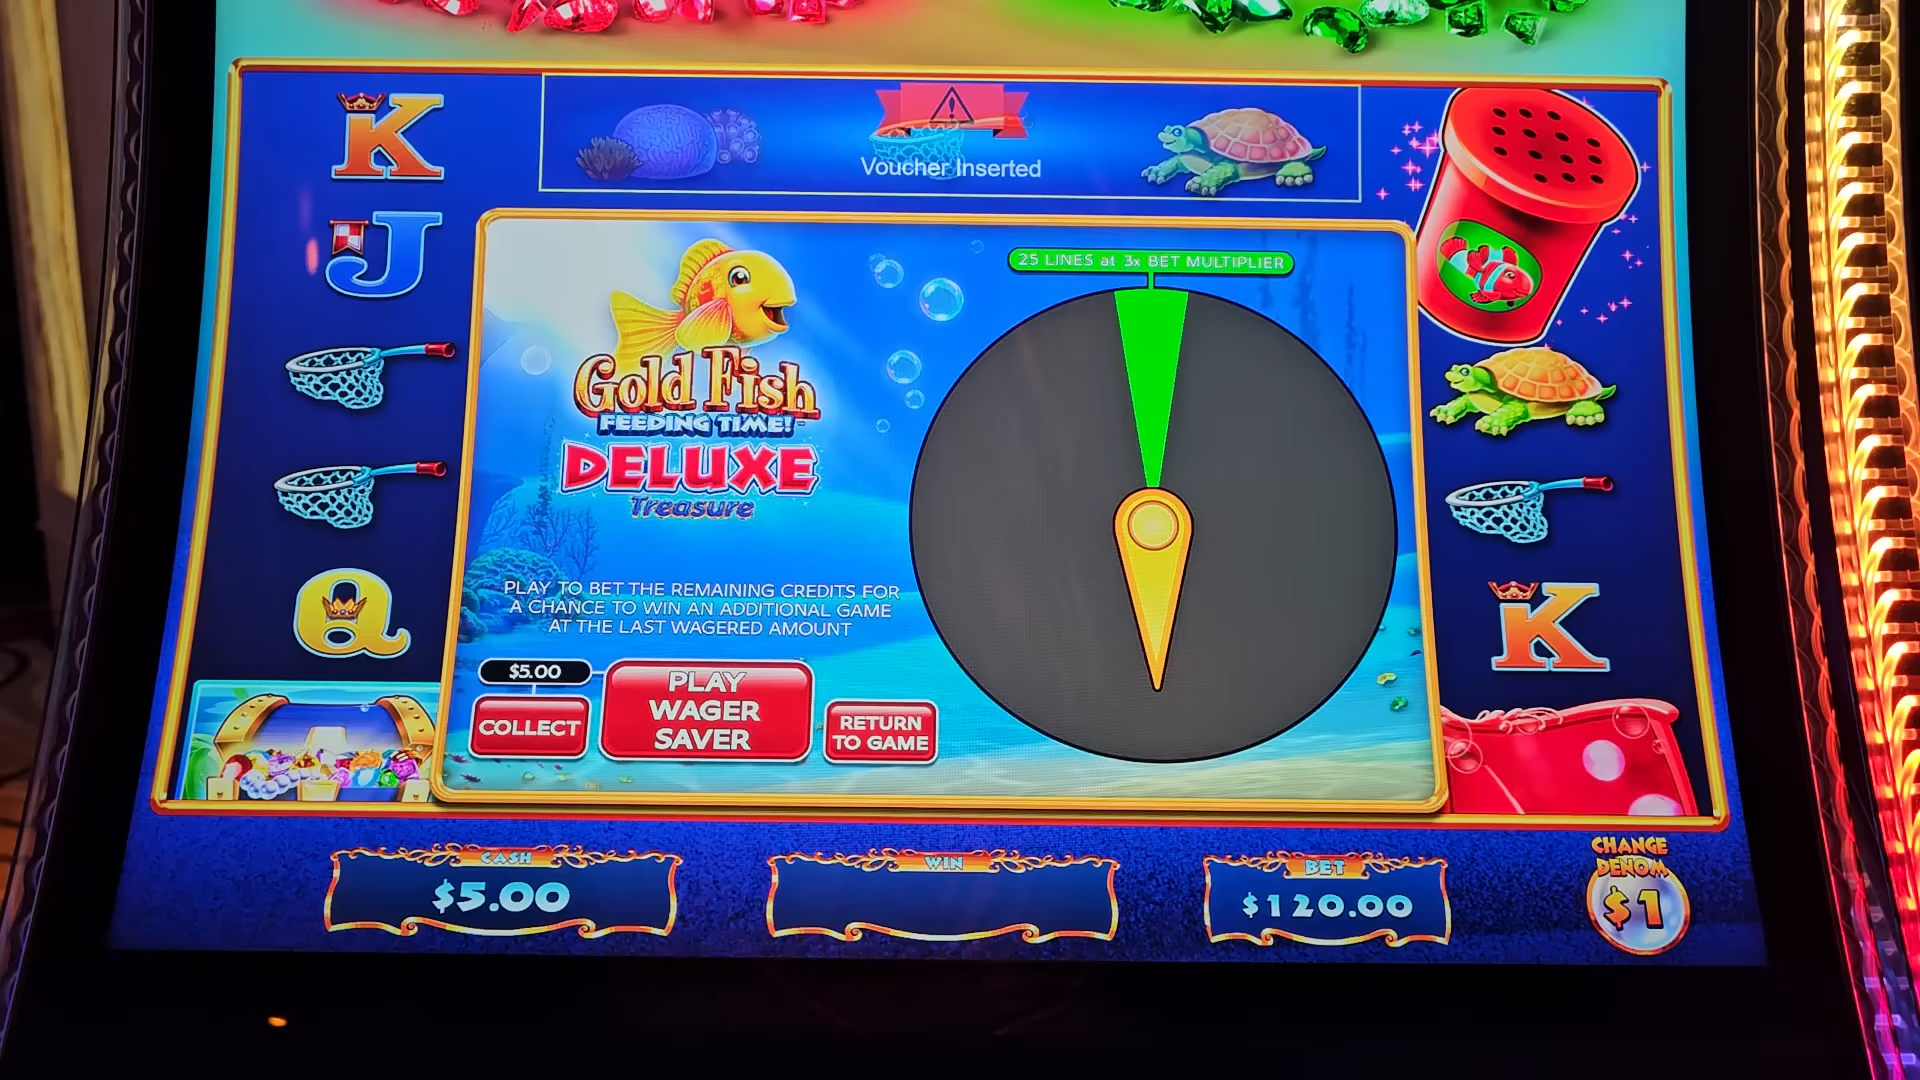 K
J
Q
Voucher Inserted
25 LINES at 3x BET MULTIPLIER
Gold Fish
FEEDING TIME!
DELUXE
Treasure
PLAY TO BET THE REMAINING CREDITS FOR
A CHANCE TO WIN AN ADDITIONAL GAME
AT THE LAST WAGERED AMOUNT
$5.00
COLLECT
PLAY
WAGER
SAVER
RETURN
TO GAME
K
CASH
$5.00
WIN
BET
$120.00
CHANGE
DENOM
$1